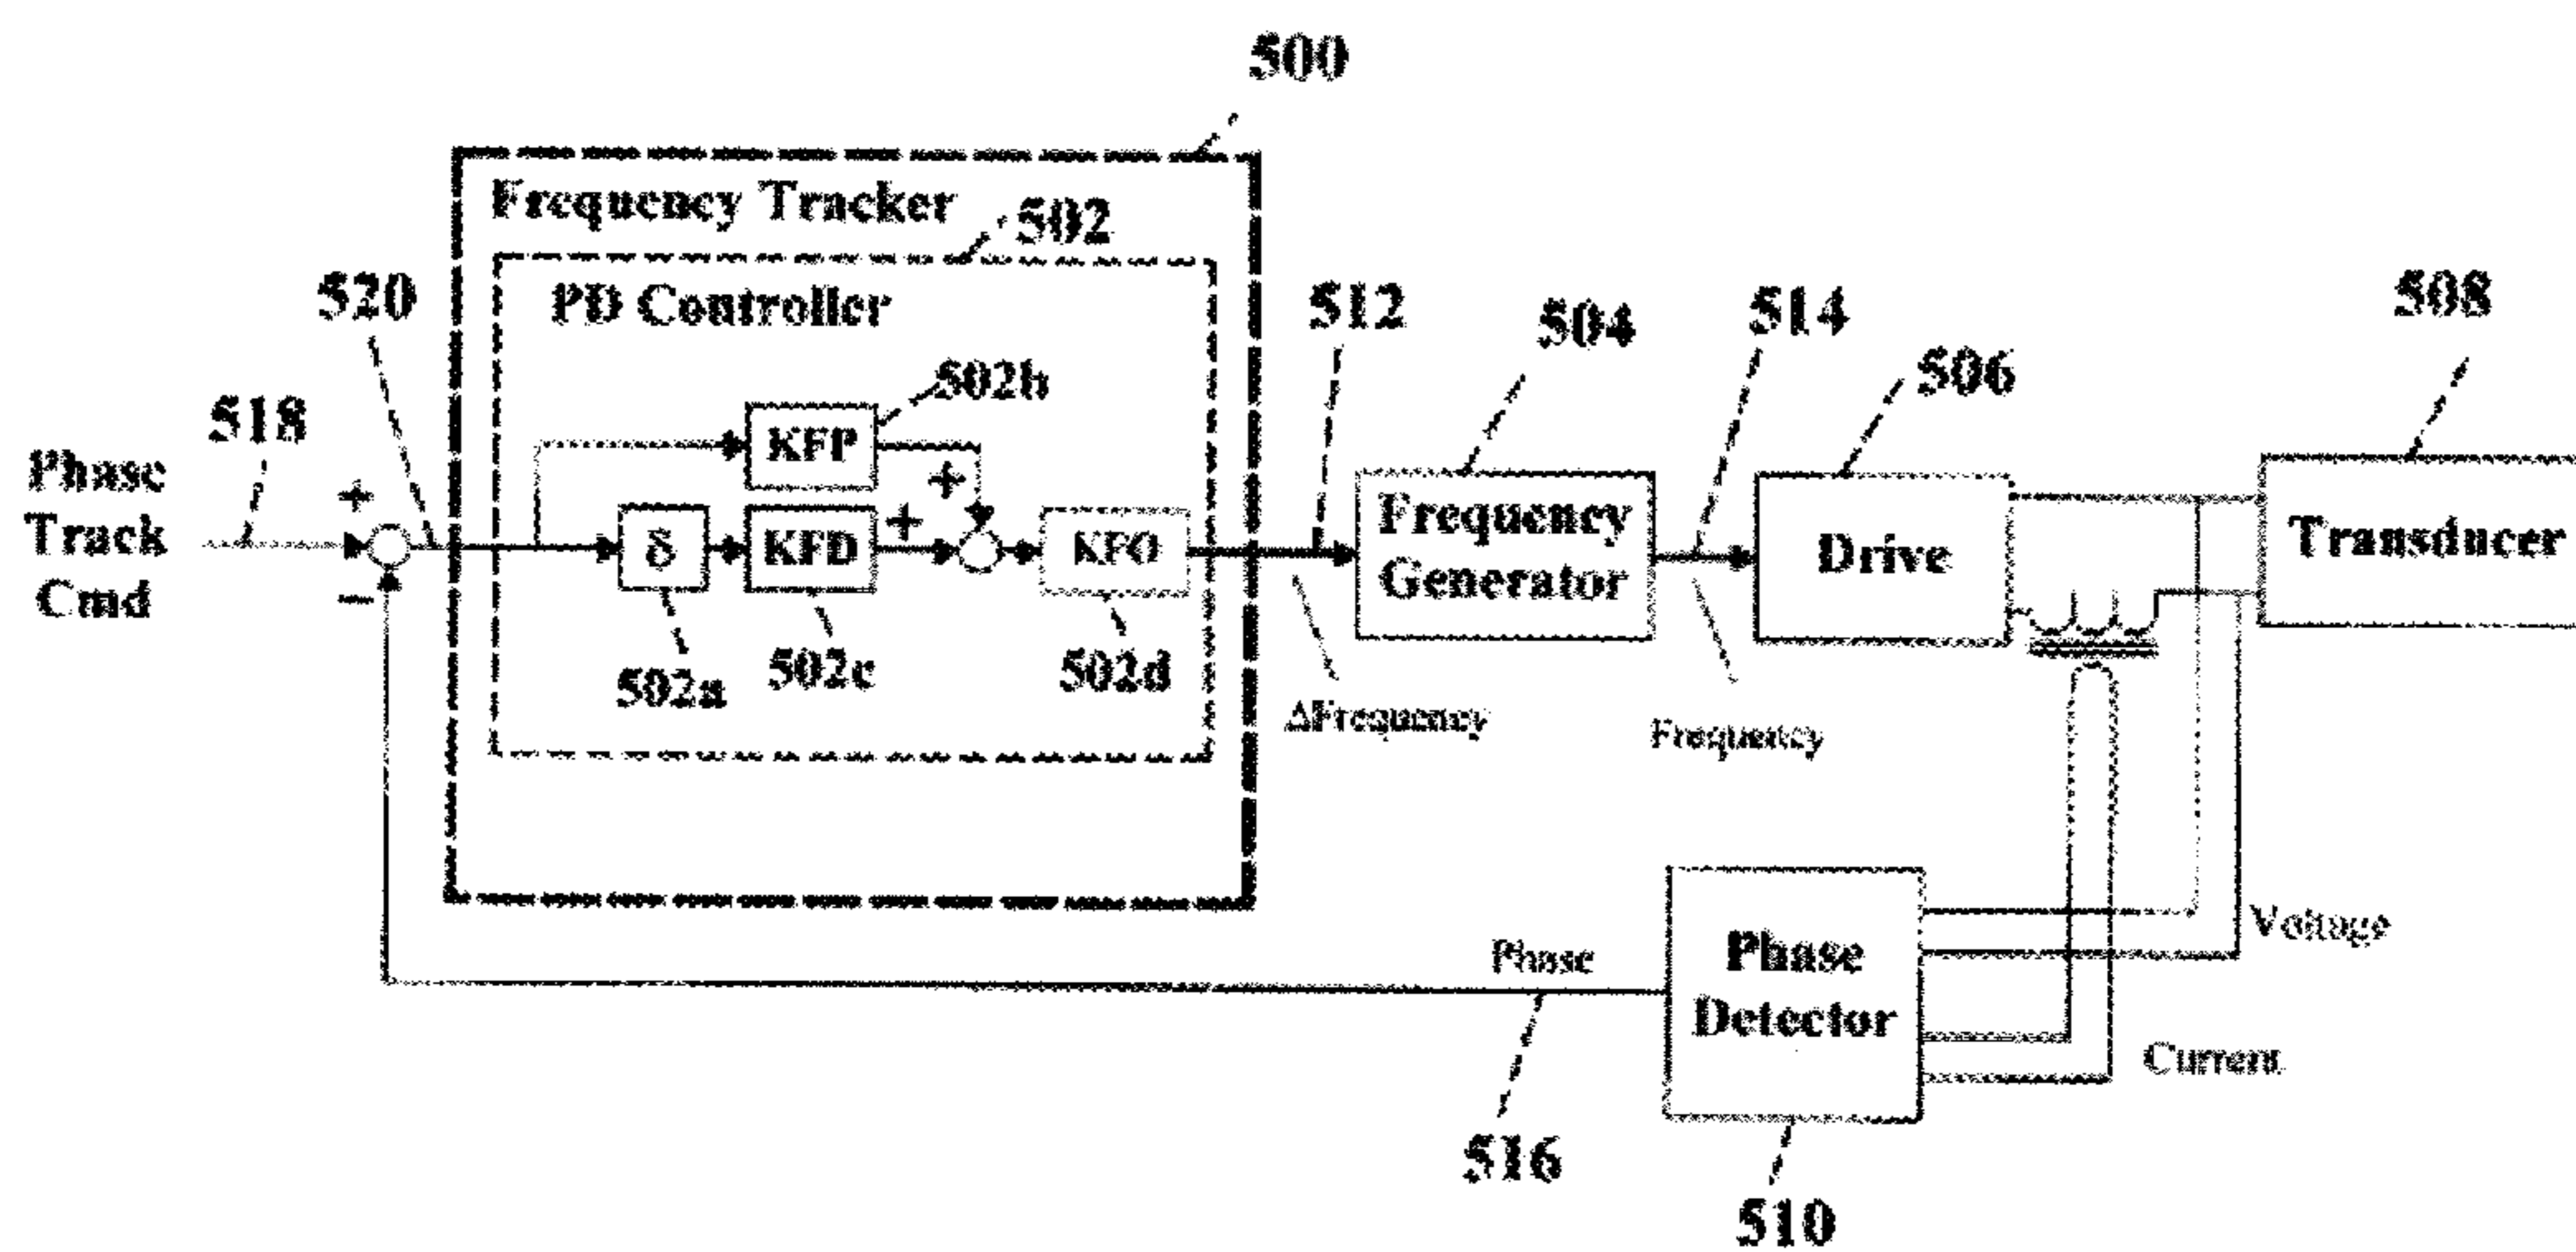 500
Frequency Tracker
502
PD Controller
520
512
504
514
508
506
518
502b
Phase
Track
Cmd
+
−
KFP
+
+
δ
KFD
KFO
Frequency
Generator
Drive
Transducer
502a
502c
502d
ΔFrequency
Frequency
Voltage
Phase
Phase
Detector
Current
516
510